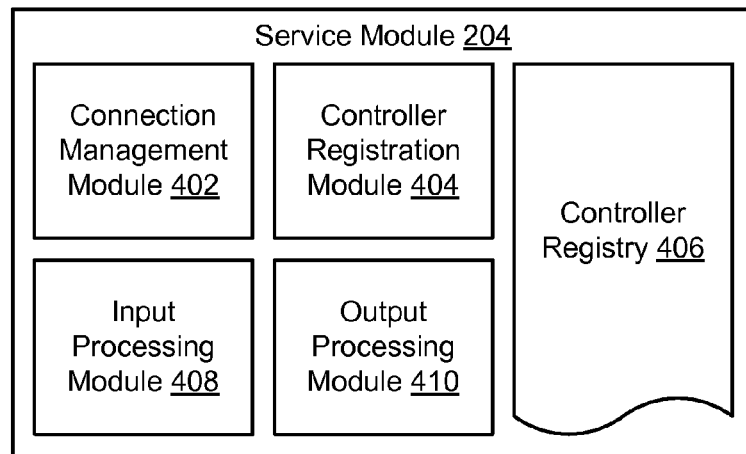 Service Module 204
Connection
Management
Module 402
Controller
Registration
Module 404
Controller
Registry 406
Input
Processing
Module 408
Output
Processing
Module 410